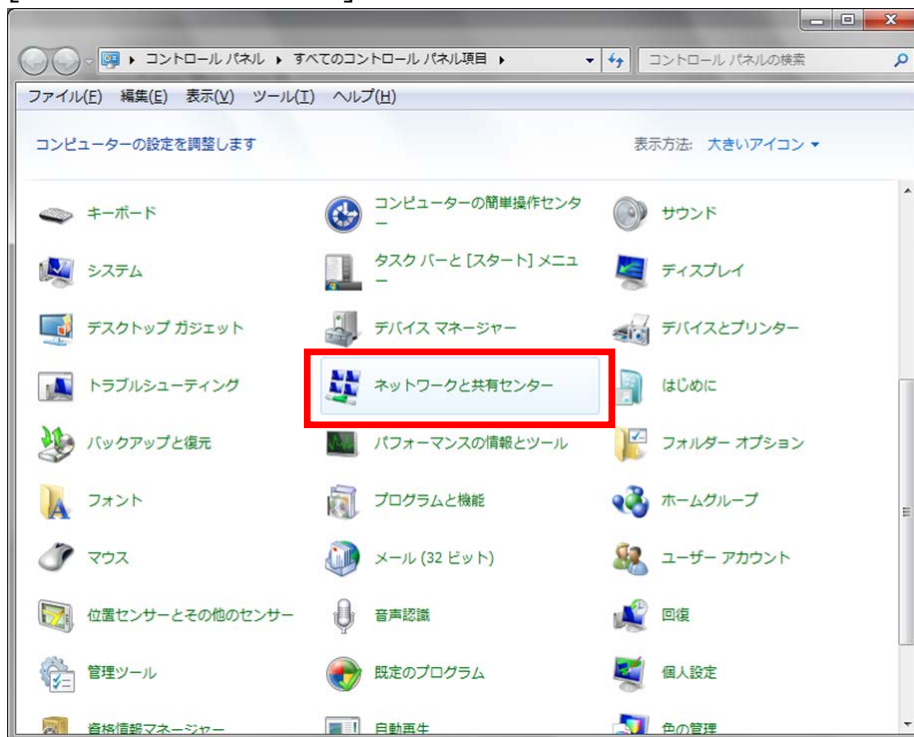 コントロール パネル ▸ すべてのコントロール パネル項目 ▸
コントロール パネルの検索
ファイル(F) 編集(E) 表示(V) ツール(T) ヘルプ(H)
コンピューターの設定を調整します
表示方法: 大きいアイコン
キーボード
コンピューターの簡単操作センタ
ー
サウンド
システム
タスク バーと [スタート] メニュ
ー
ディスプレイ
デスクトップ ガジェット
デバイス マネージャー
デバイスとプリンター
トラブルシューティング
ネットワークと共有センター
はじめに
バックアップと復元
パフォーマンスの情報とツール
フォルダー オプション
フォント
プログラムと機能
ホームグループ
マウス
メール (32 ビット)
ユーザー アカウント
位置センサーとその他のセンサー
音声認識
回復
管理ツール
既定のプログラム
個人設定
資格情報マネージャー
自動再生
色の管理